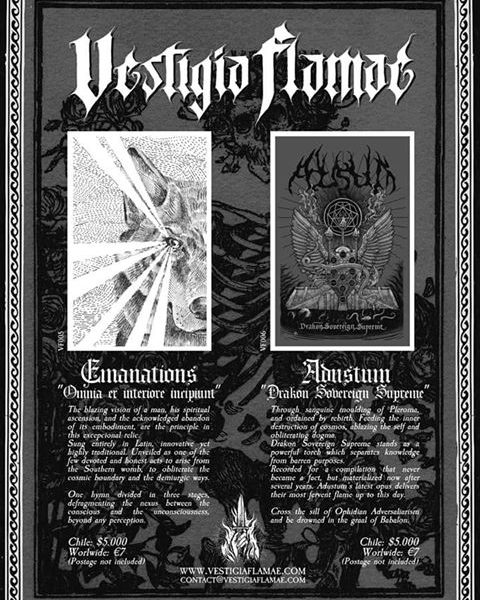 Vestigia Flamae
VF005
VF006
Adustum
Drakon Sovereign Supreme
Emanations
"Omnia ex interiore incipiunt"
The blazing vision of a man, his spiritual
ascension, and the acknowledged abandon
of its embodiment, are the principle in
this exceptional relic.
Sung entirely in Latin, innovative yet
highly traditional. Unveiled as one of the
few devoted and honest acts to arise from
the Southern womb, to obliterate the
cosmic boundary and the demiurgic ways.
One hymn divided in three stages,
defragmenting the nexus between the
conscious and the unconsciousness,
beyond any perception.
Chile: $5.000
Worlwide: €7
(Postage not included)
Adustum
"Drakon Sovereign Supreme"
Through sanguine moulding of Pleroma,
and ordained by rebirth. Feeding the inner
destruction of cosmos, ablazing the self and
obliterating dogma.
Drakon Sovereign Supreme stands as a
powerful torch which separates knowledge
from barren purposes.
Recorded for a compilation that never
became a fact, but materialized now after
several years. Adustum's latest opus delivers
their most fervent flame up to this day.
Cross the sill of Ophidian Adversaliarism
and be drowned in the graal of Babalon.
Chile: $5.000
Worlwide: €7
(Postage not included)
WWW.VESTIGIAFLAMAE.COM
CONTACT@VESTIGIAFLAMAE.COM